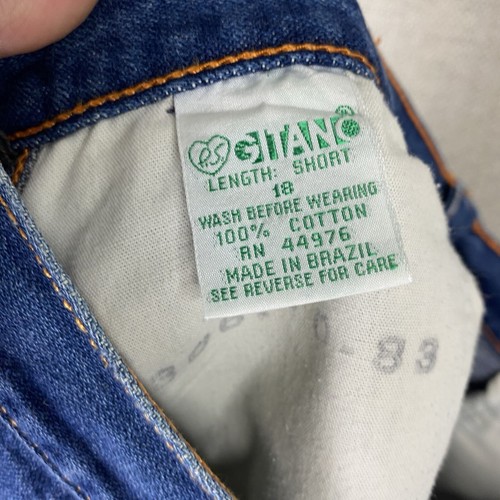 GITANO
LENGTH: SHORT
18
WASH BEFORE WEARING
100% COTTON
RN 44976
MADE IN BRAZIL
SEE REVERSE FOR CARE
- 83